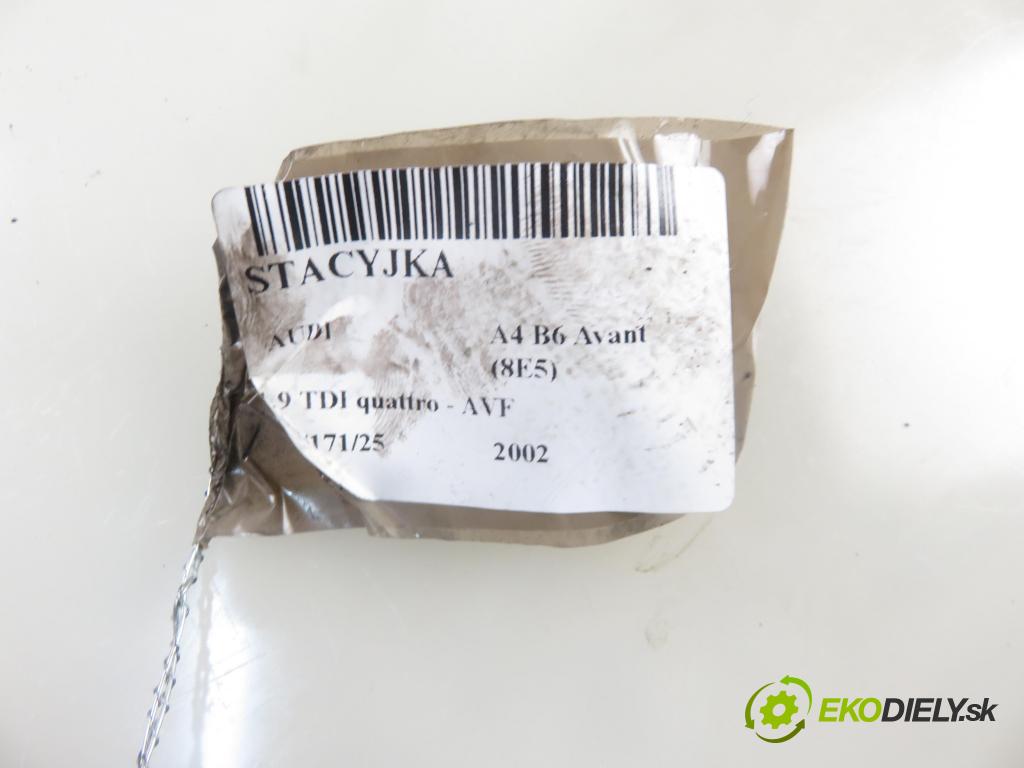 STACYJKA
AUDI A4 B6 Avant
(8E5)
.9 TDI quattro - AVF
/171/25 2002
EKODIELY.sk